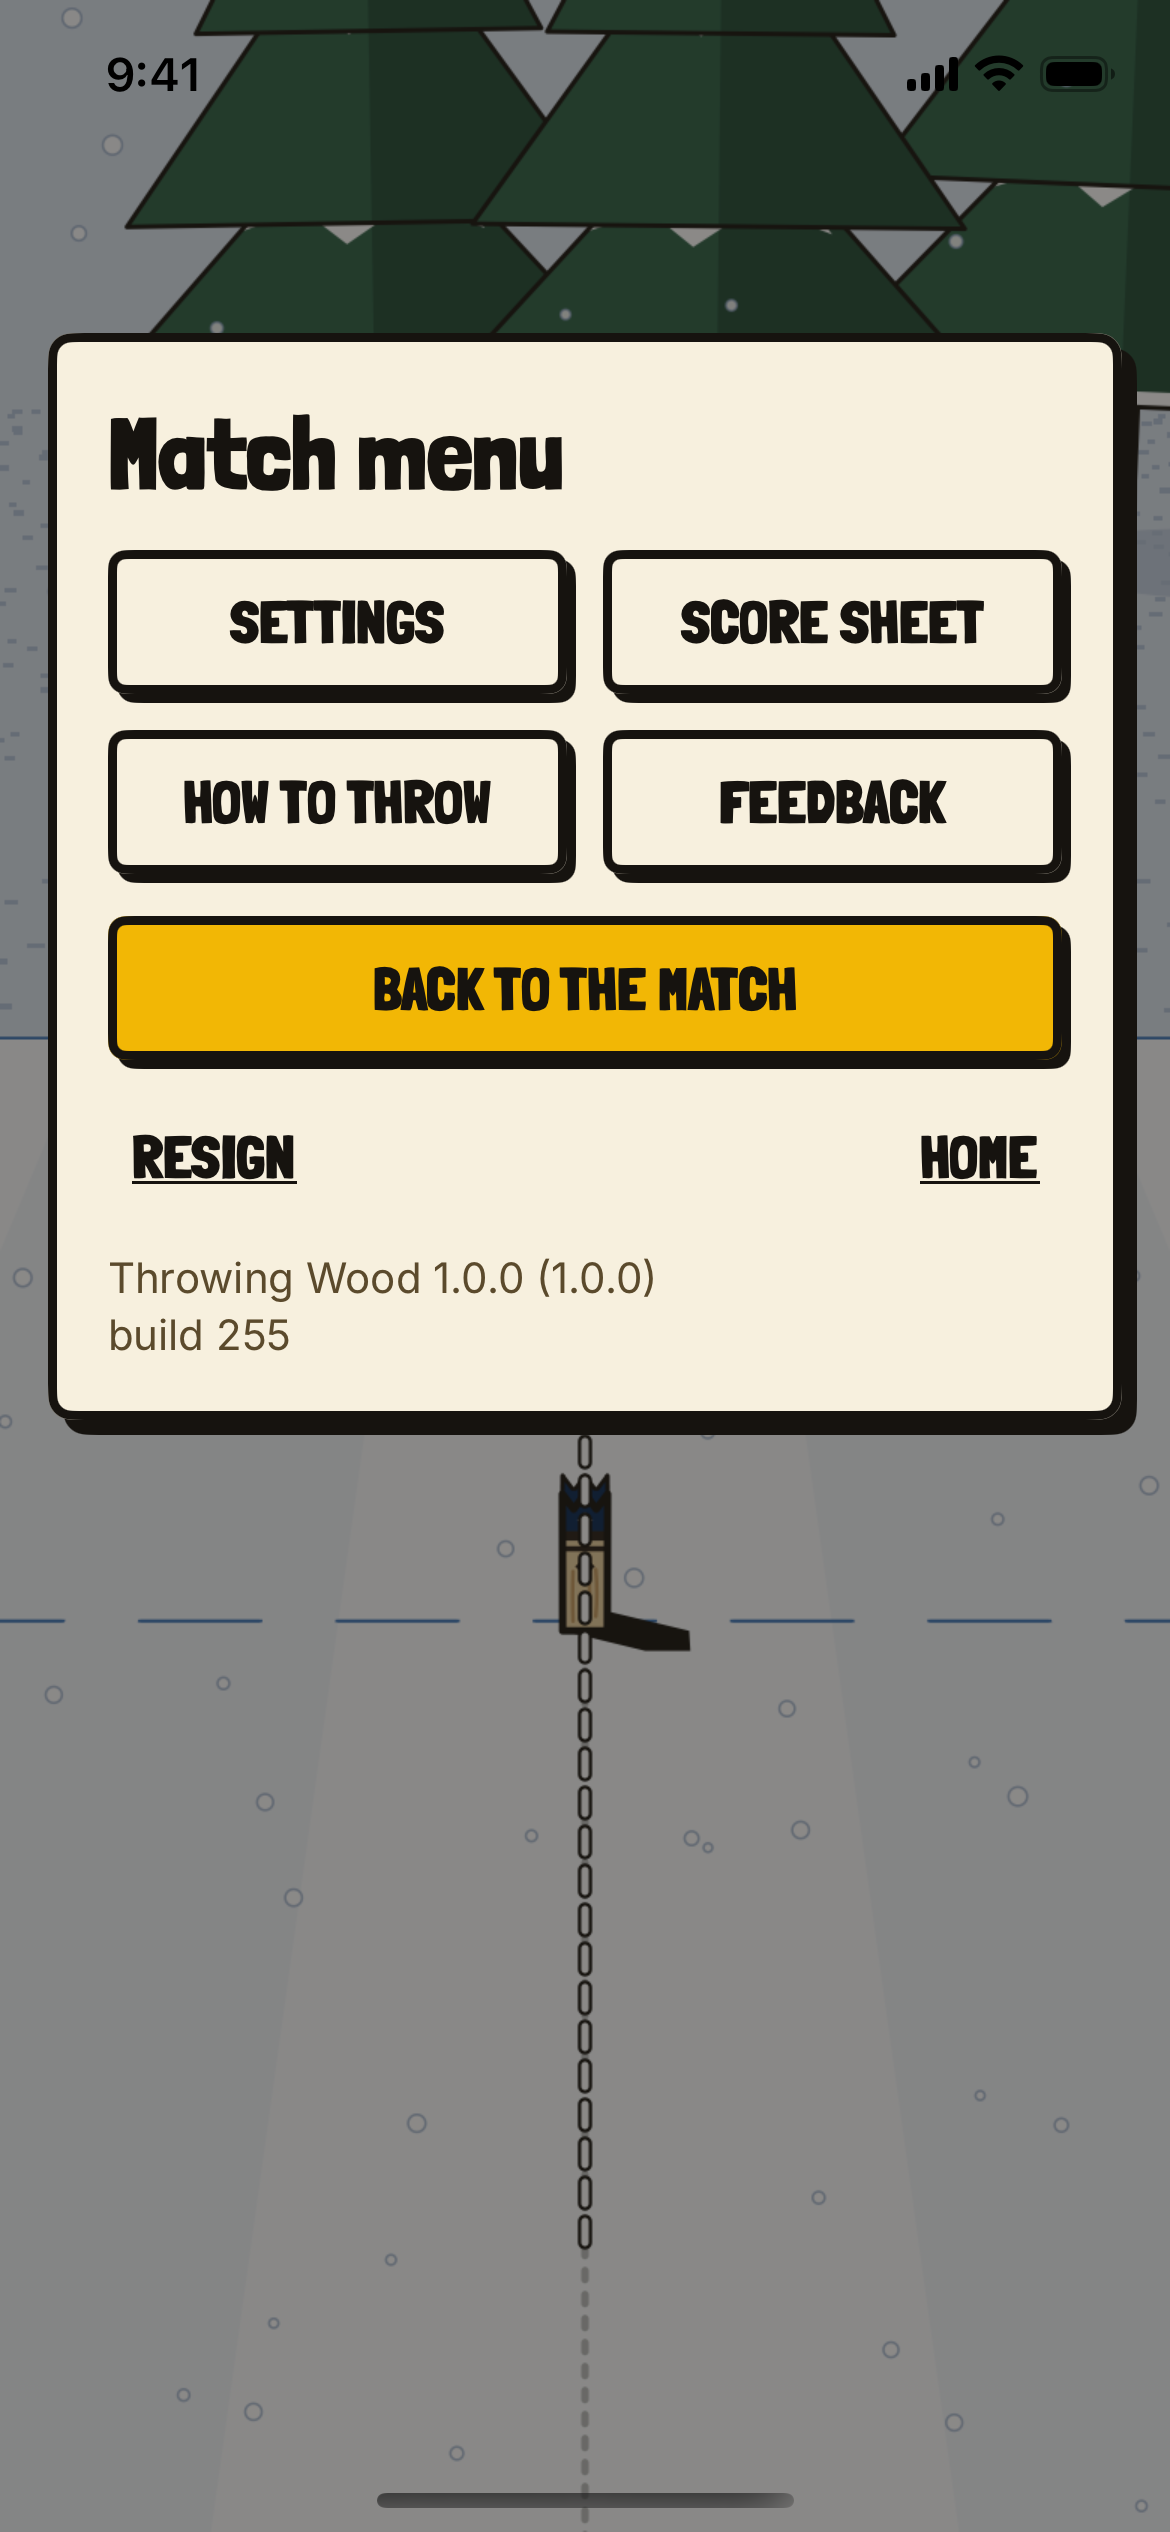 9:41
Match menu
SETTINGS
SCORE SHEET
HOW TO THROW
FEEDBACK
BACK TO THE MATCH
RESIGN
HOME
Throwing Wood 1.0.0 (1.0.0)
build 255